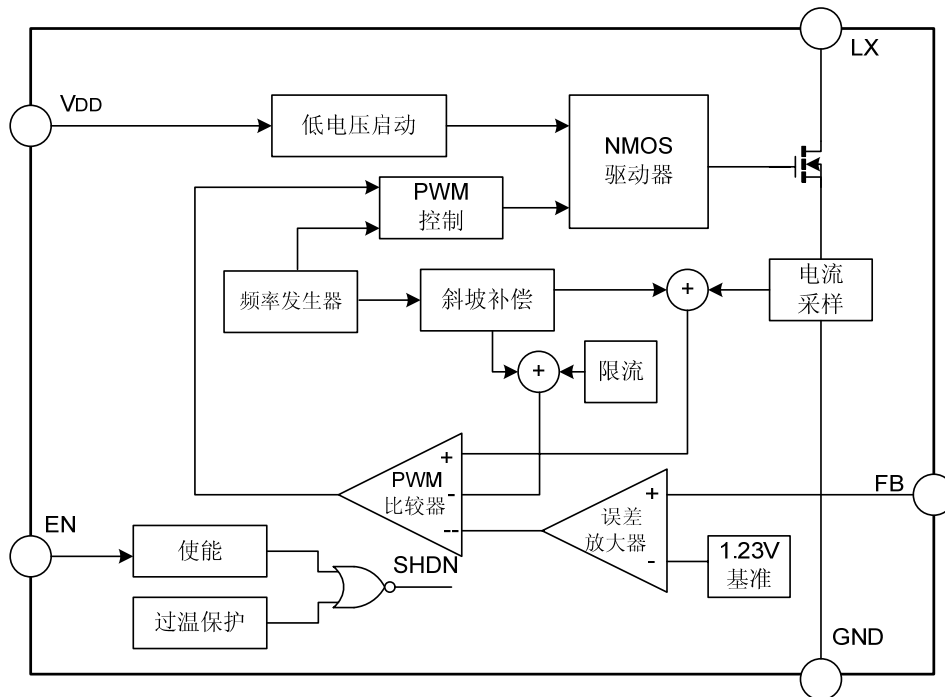 LX
VDD
低电压启动
NMOS
驱动器
PWM
控制
频率发生器
斜坡补偿
+
电流
采样
+
限流
+
PWM
比较器
-
--
FB
+
误差
放大器
-
1.23V
基准
EN
使能
SHDN
过温保护
GND